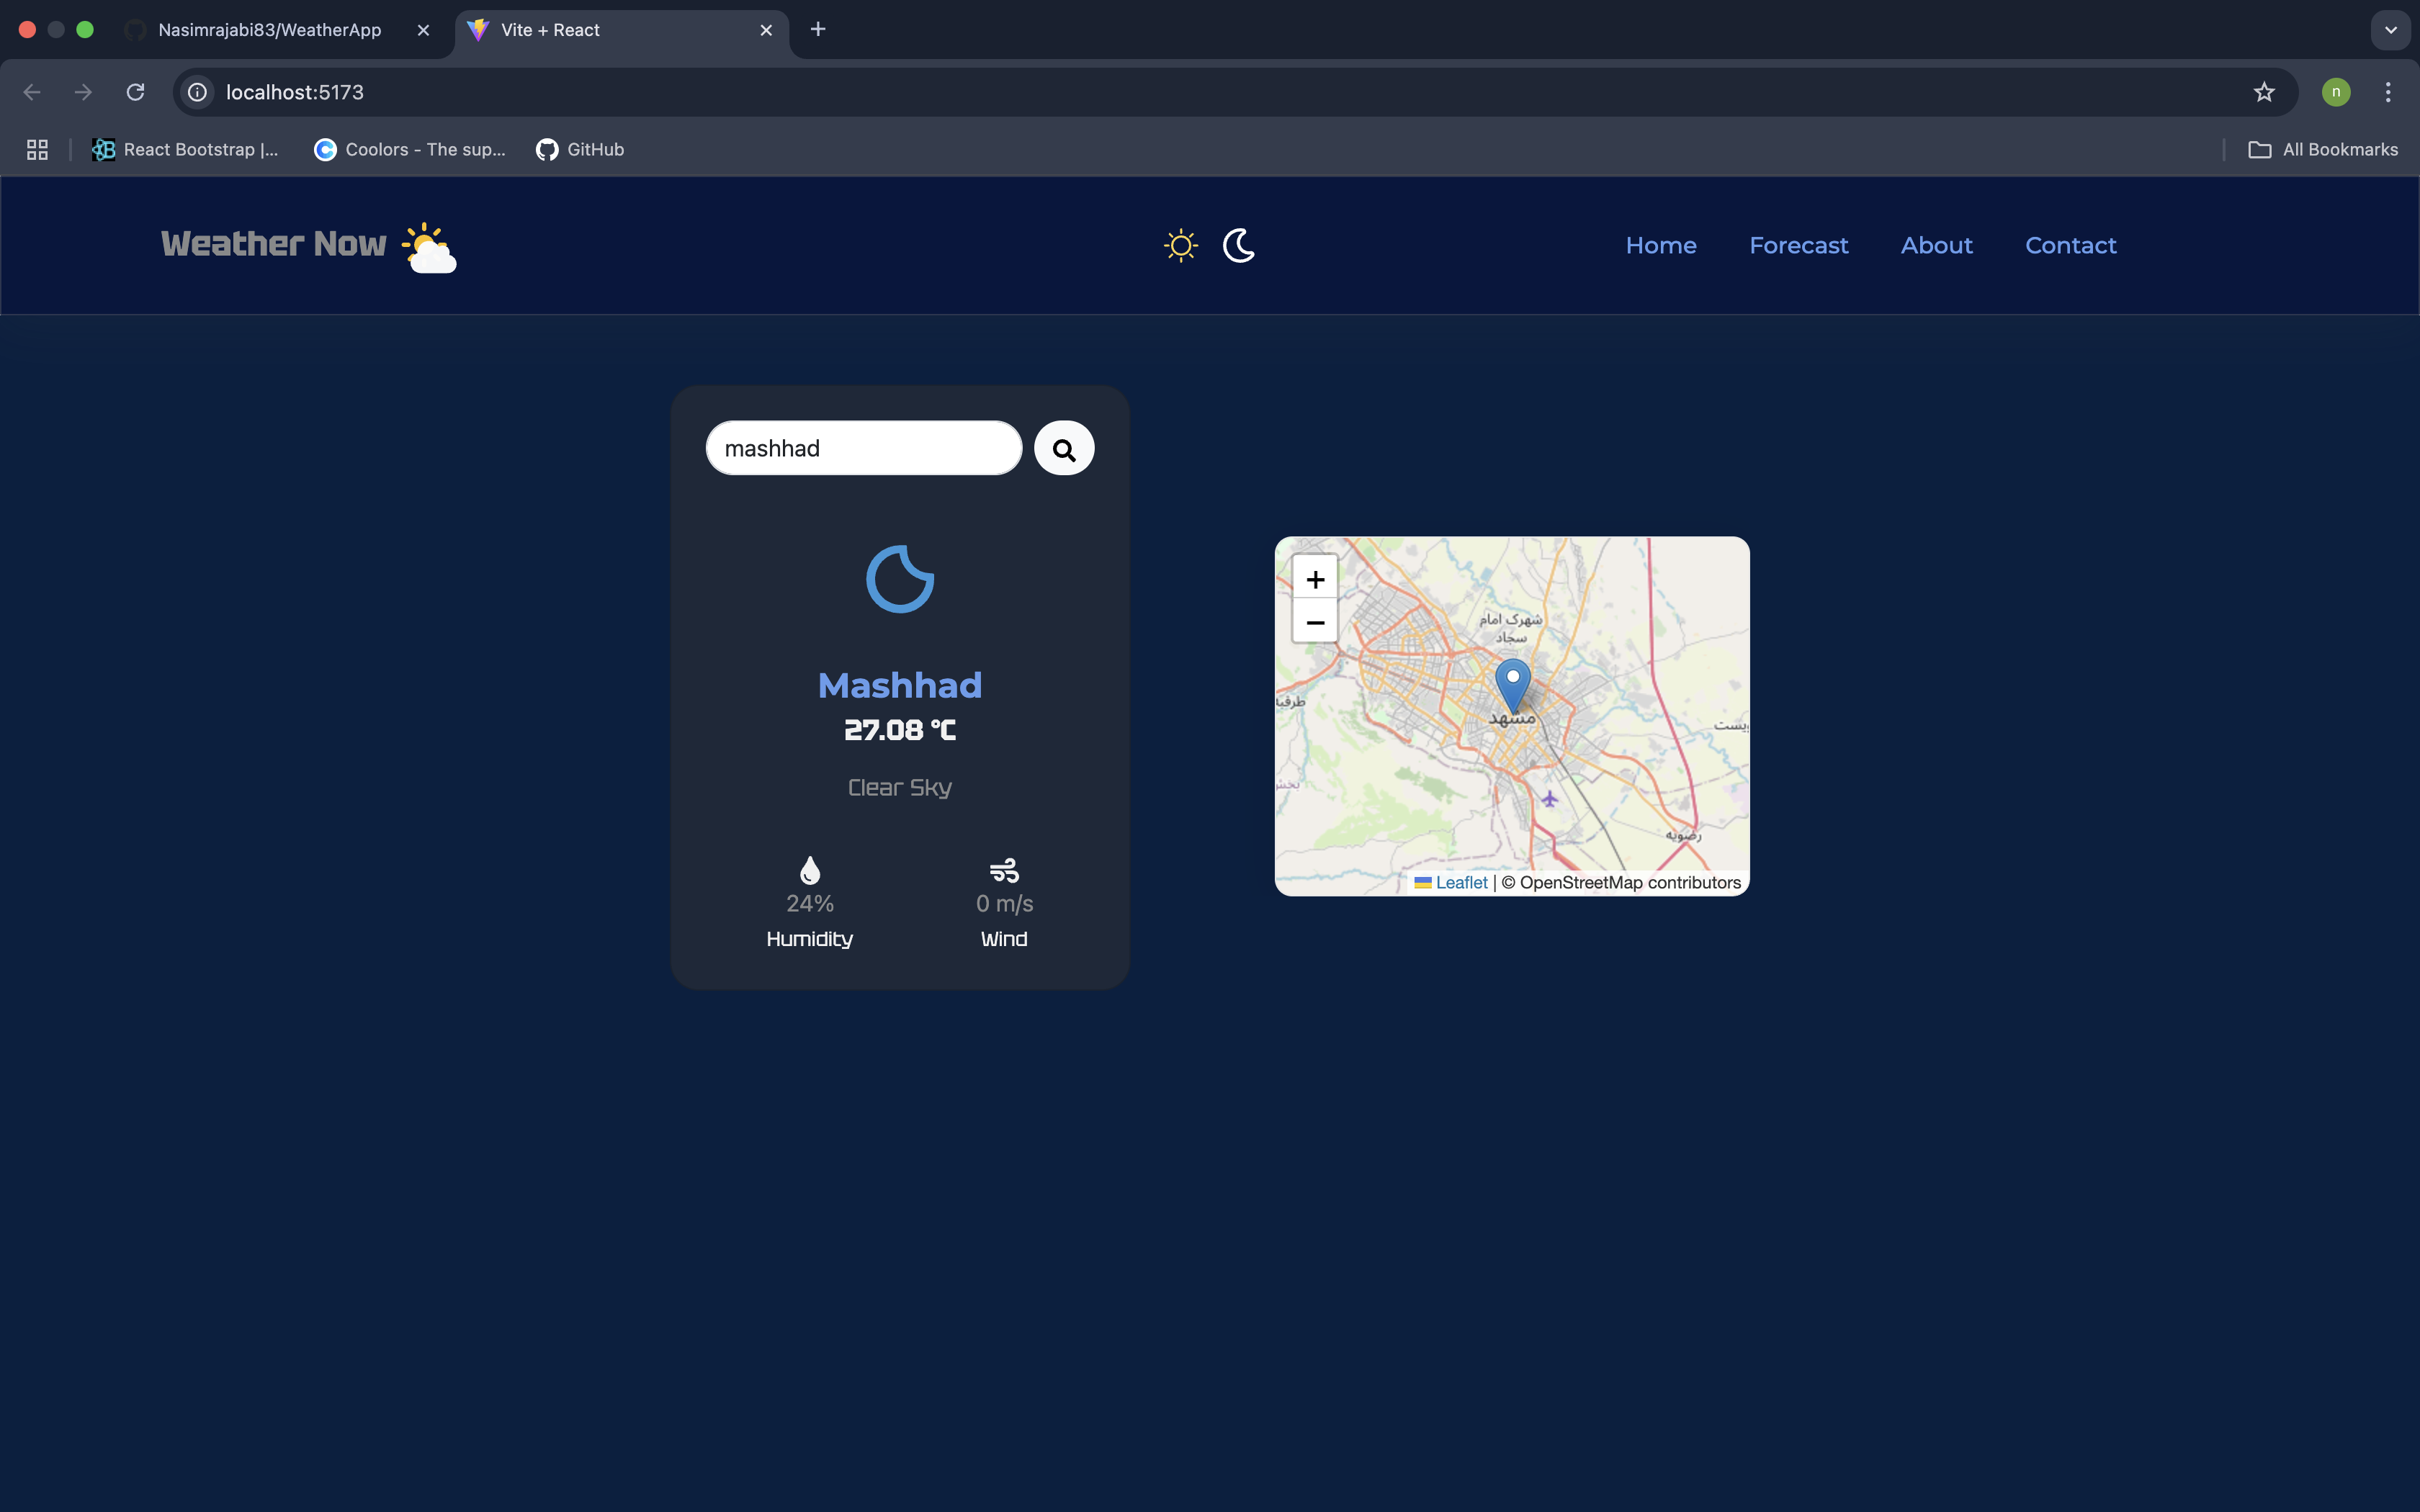 Nasimrajabi83/WeatherApp
Vite + React
localhost:5173
n
React Bootstrap |...
Coolors - The sup...
GitHub
All Bookmarks
Weather Now
Home
Forecast
About
Contact
mashhad
Mashhad
27.08 °C
Clear Sky
24%
0 m/s
Humidity
Wind
+
−
شهرک امام
سجاد
مشهد
رضویه
Leaflet | © OpenStreetMap contributors